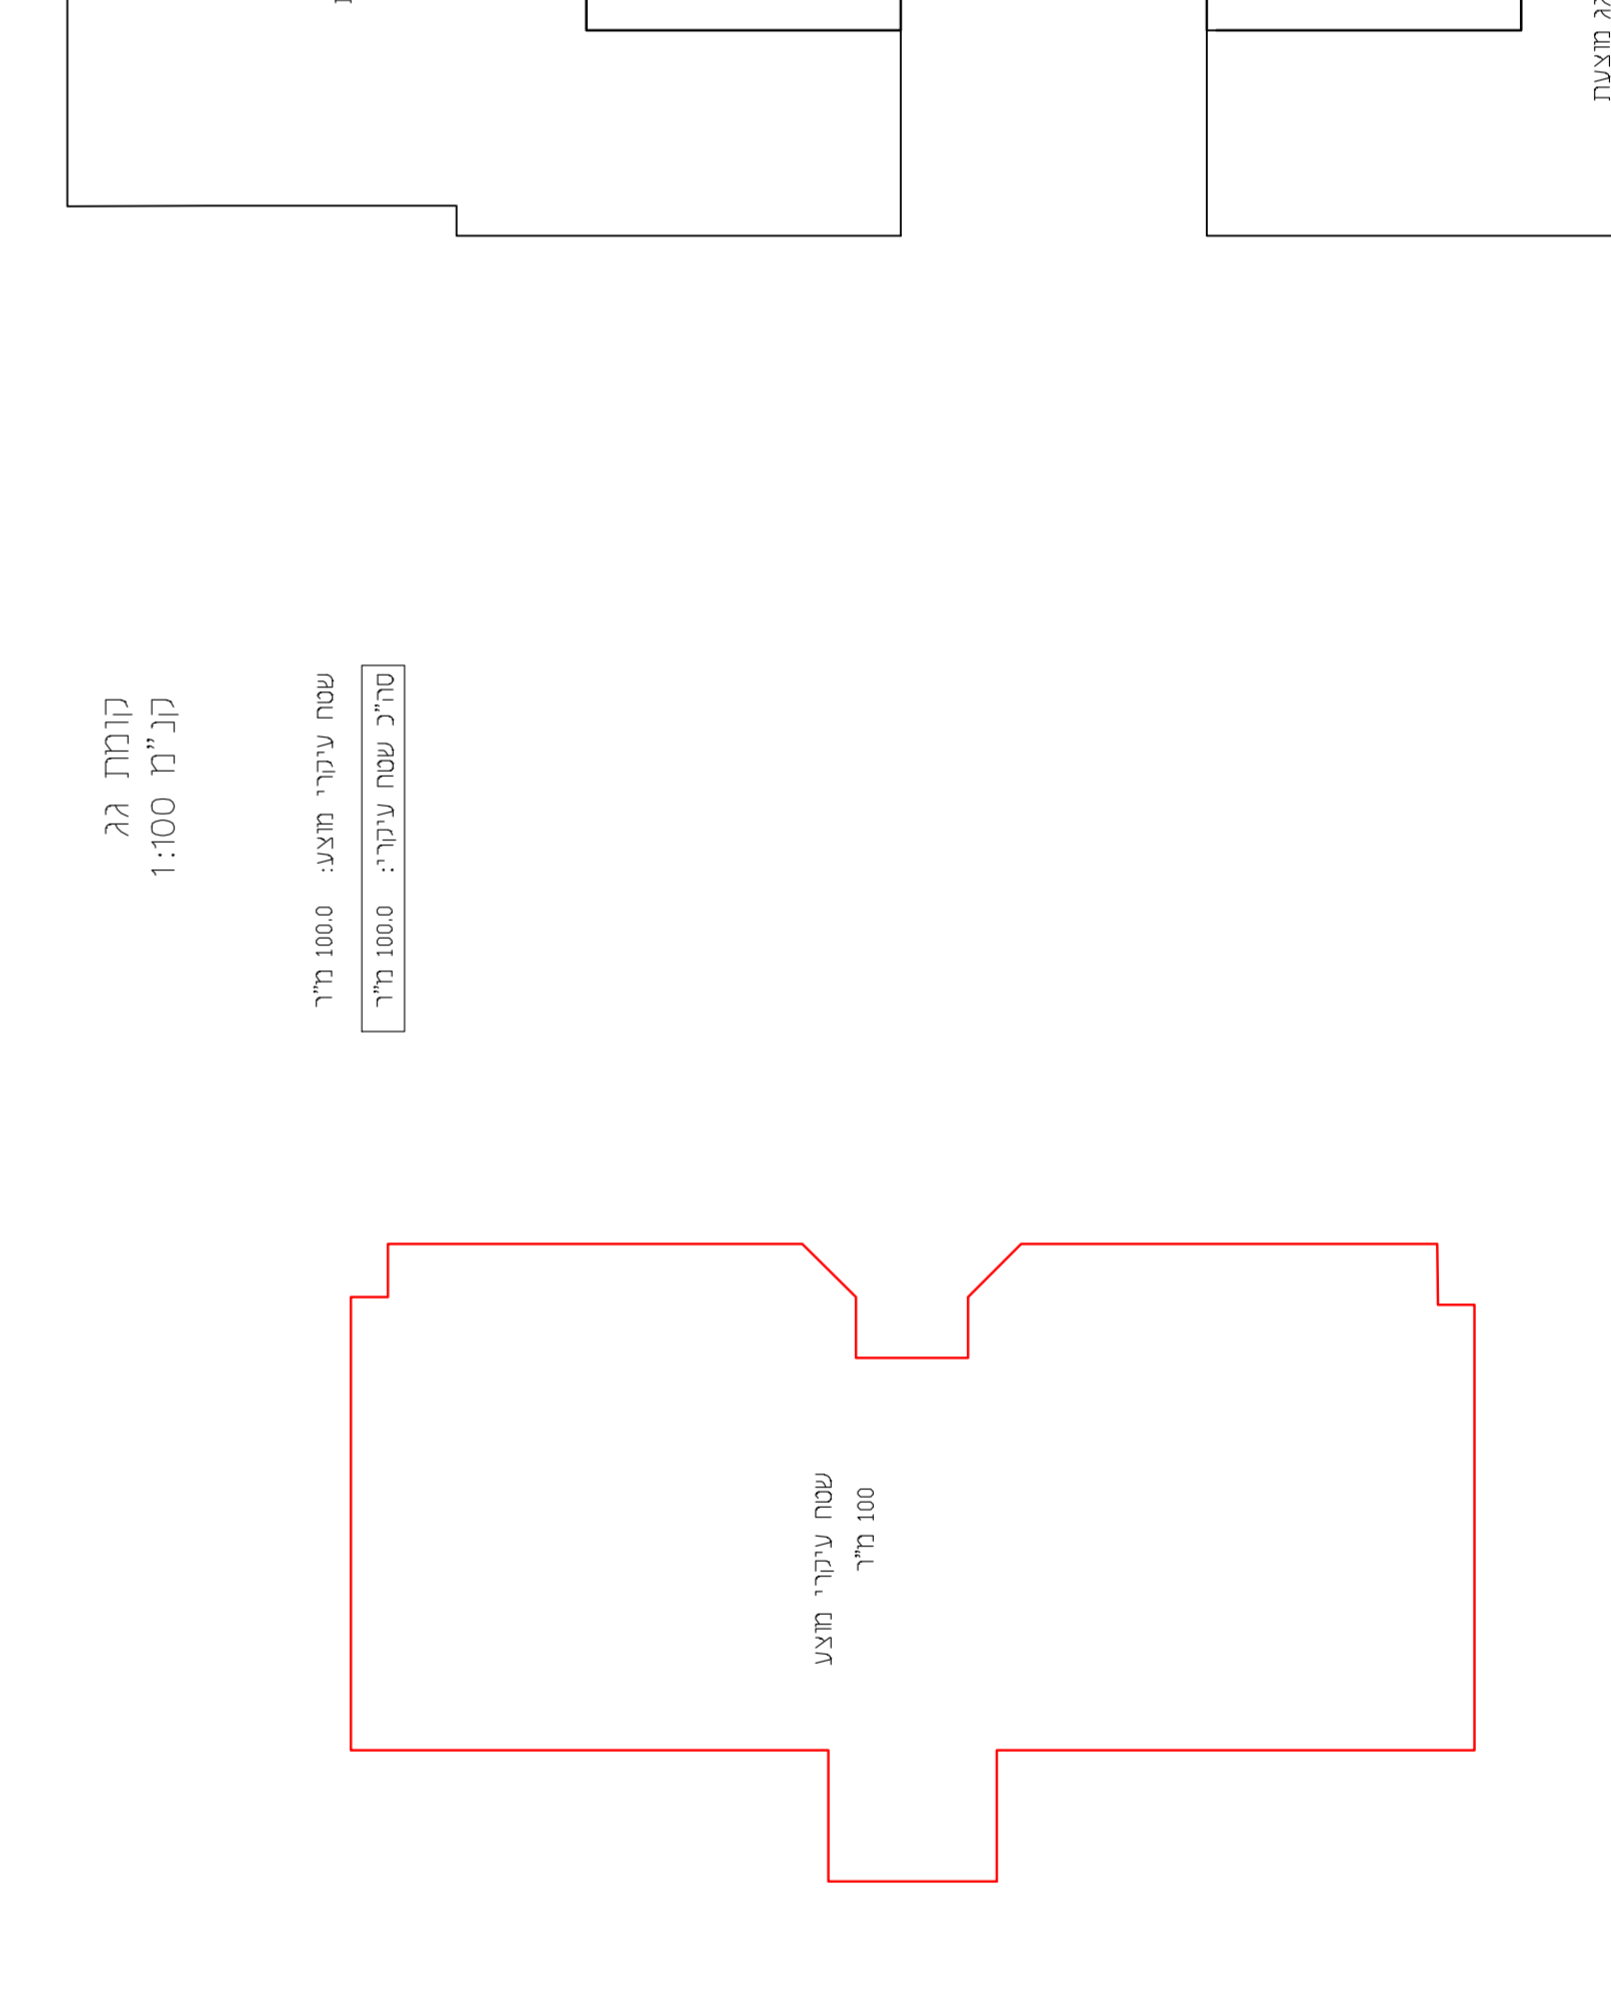 קומת גג
קנ"מ 1:100
שטח עיקרי מוצע: 100.0 מ"ר
סה"כ שטח עיקרי: 100.0 מ"ר
שטח עיקרי מוצע
100 מ"ר
מוצעת